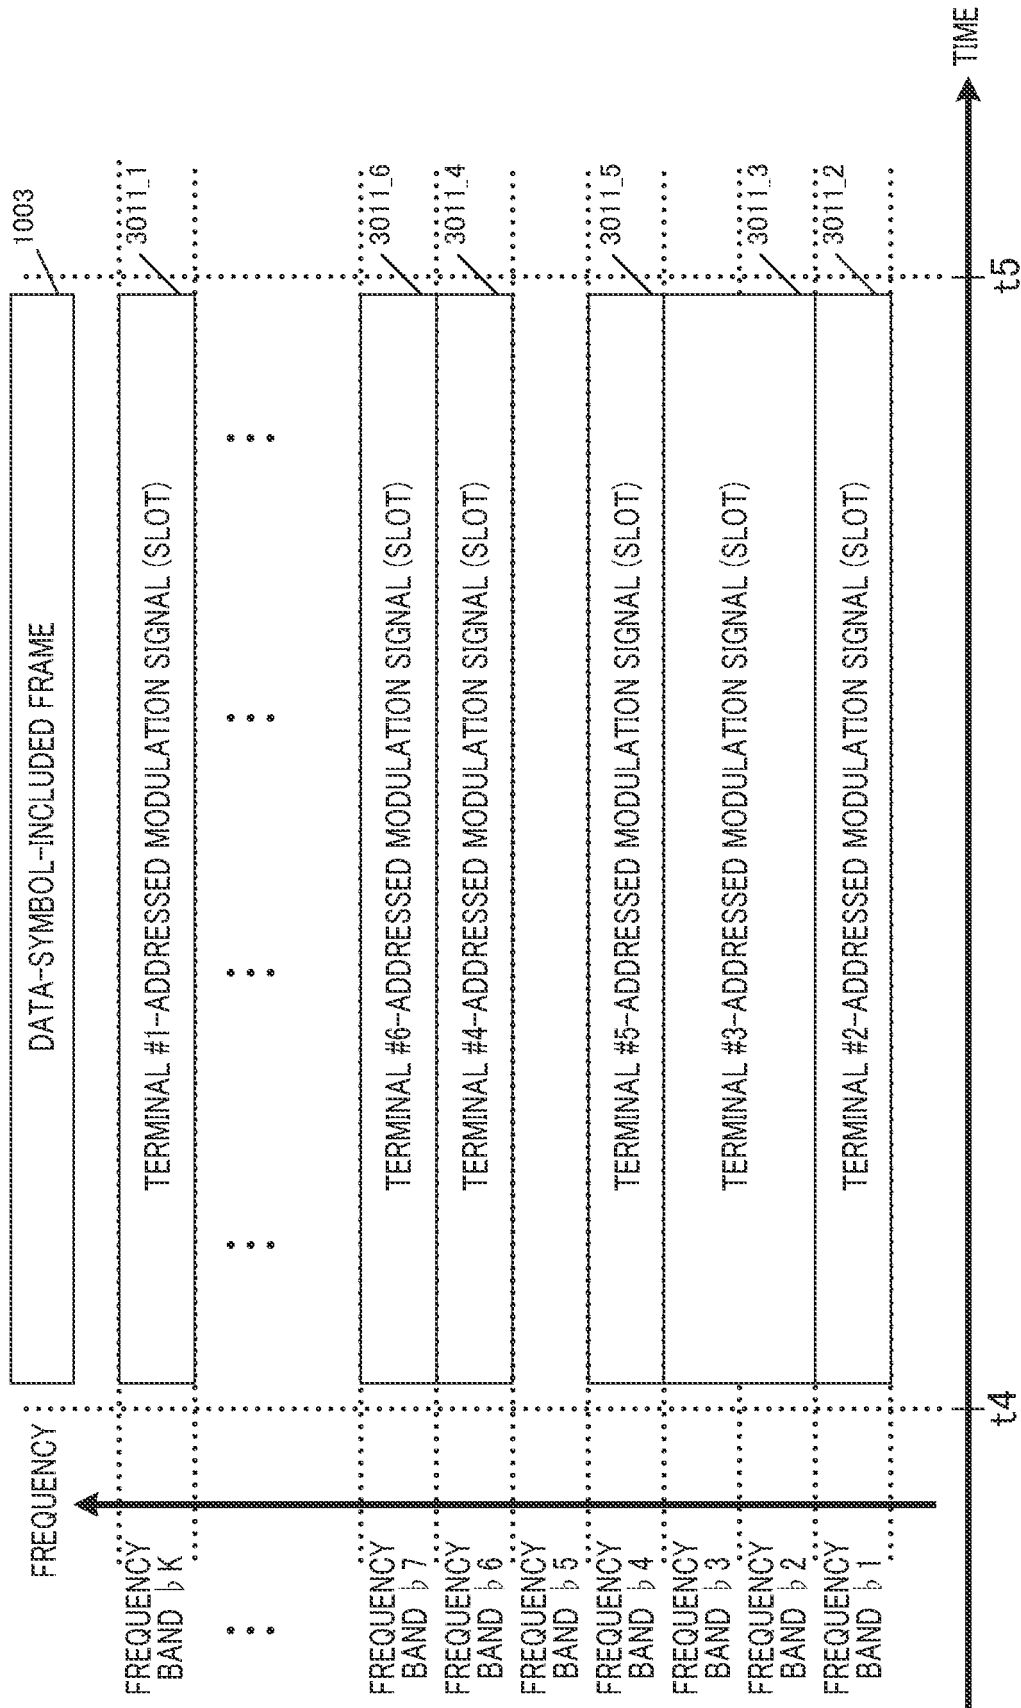 FREQUENCY
DATA-SYMBOL-INCLUDED FRAME
1003
FREQUENCY
BAND ♭K
TERMINAL #1-ADDRESSED MODULATION SIGNAL (SLOT)
3011_1
FREQUENCY
BAND ♭7
TERMINAL #6-ADDRESSED MODULATION SIGNAL (SLOT)
3011_6
FREQUENCY
BAND ♭6
TERMINAL #4-ADDRESSED MODULATION SIGNAL (SLOT)
3011_4
FREQUENCY
BAND ♭5
FREQUENCY
BAND ♭4
TERMINAL #5-ADDRESSED MODULATION SIGNAL (SLOT)
3011_5
FREQUENCY
BAND ♭3
TERMINAL #3-ADDRESSED MODULATION SIGNAL (SLOT)
3011_3
FREQUENCY
BAND ♭2
FREQUENCY
BAND ♭1
TERMINAL #2-ADDRESSED MODULATION SIGNAL (SLOT)
3011_2
t4
t5
TIME